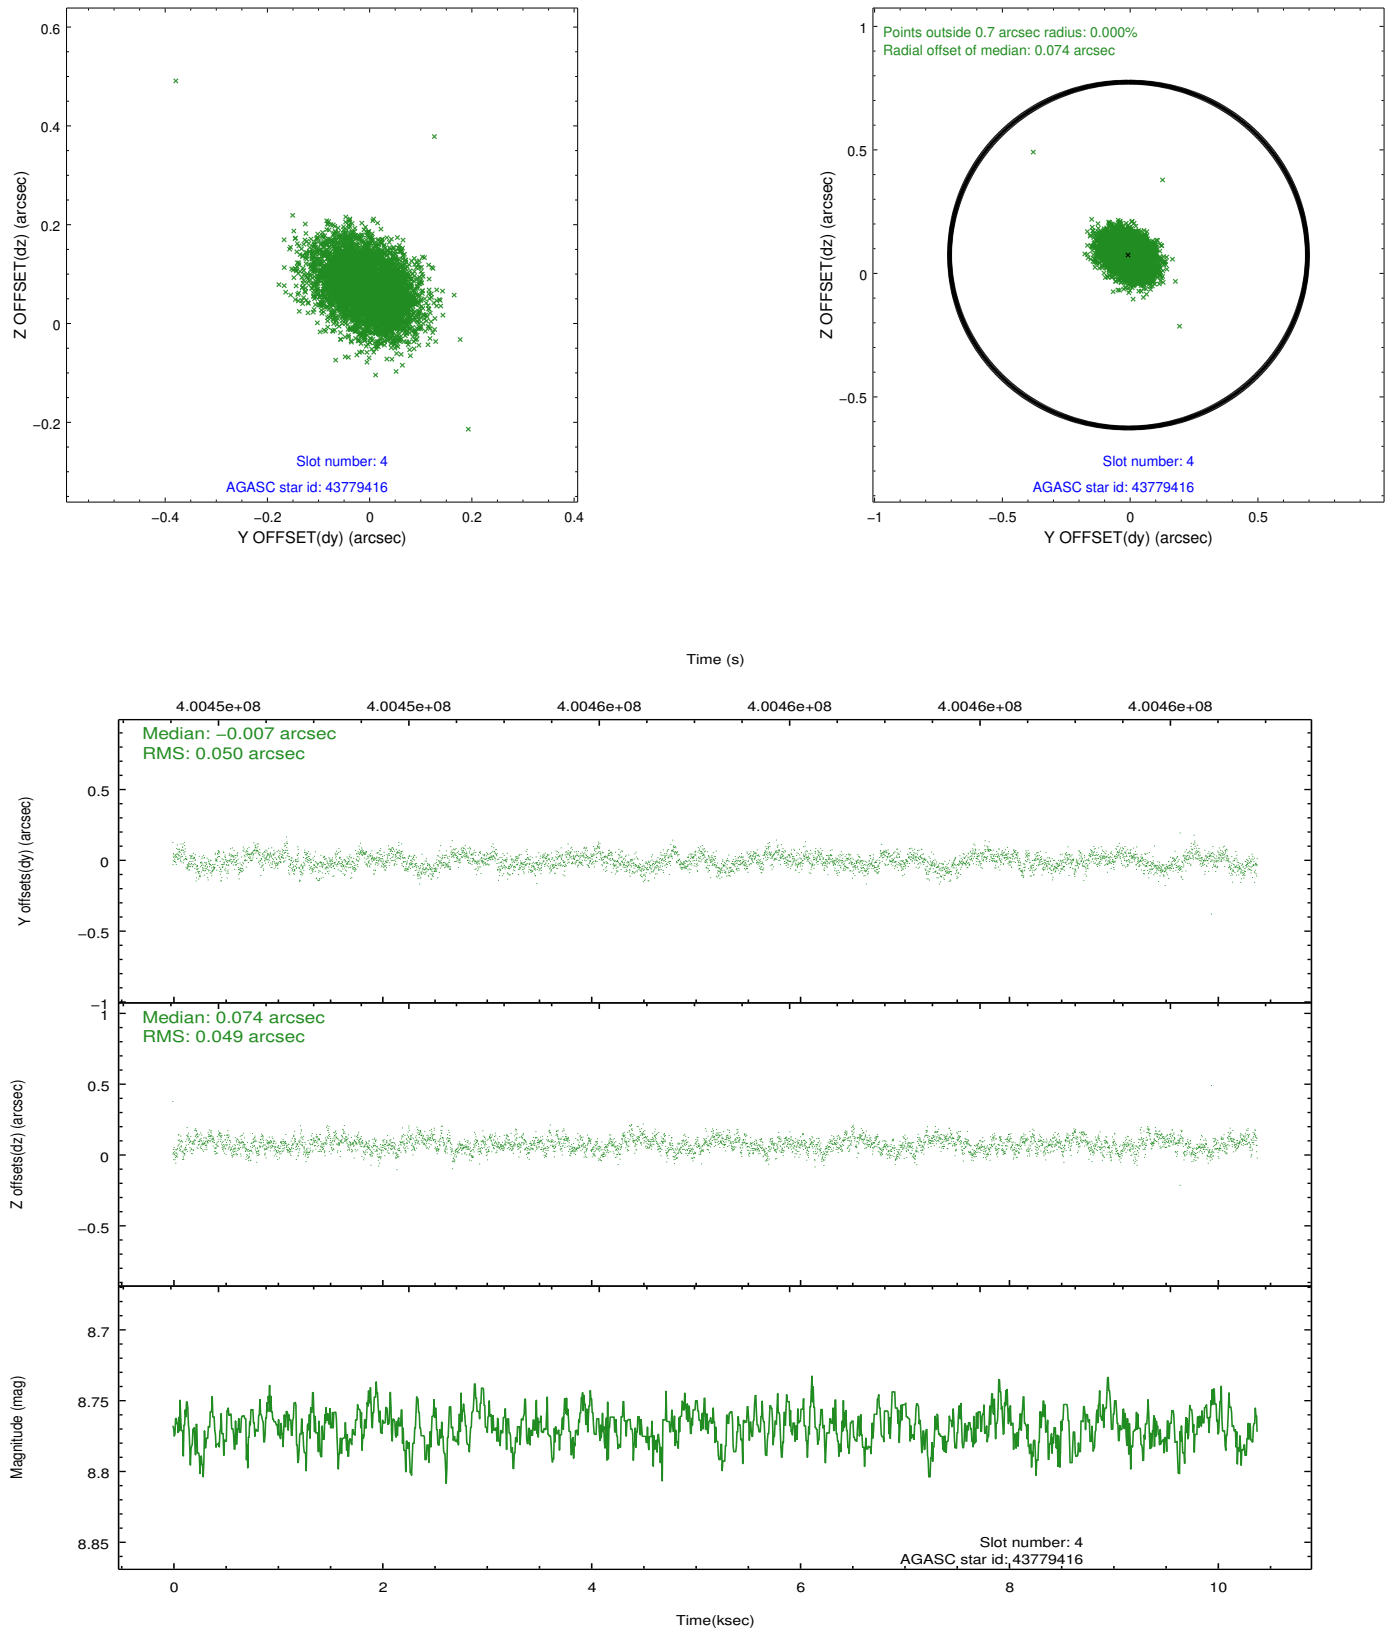 0.6
0.4
0.2
0
−0.2
Z OFFSET(dz) (arcsec)
Slot number: 4
AGASC star id: 43779416
−0.4
−0.2
0
0.2
0.4
Y OFFSET(dy) (arcsec)
Points outside 0.7 arcsec radius: 0.000%
Radial offset of median: 0.074 arcsec
1
0.5
0
−0.5
Z OFFSET(dz) (arcsec)
Slot number: 4
AGASC star id: 43779416
−1
−0.5
0
0.5
Y OFFSET(dy) (arcsec)
Time (s)
4.0045e+08
4.0045e+08
4.0046e+08
4.0046e+08
4.0046e+08
4.0046e+08
Median: −0.007 arcsec
RMS: 0.050 arcsec
0.5
0
−0.5
−1
Y offsets(dy) (arcsec)
Median: 0.074 arcsec
RMS: 0.049 arcsec
1
0.5
0
−0.5
Z offsets(dz) (arcsec)
8.7
8.75
8.8
8.85
Magnitude (mag)
Slot number: 4
AGASC star id: 43779416
0
2
4
6
8
10
Time(ksec)